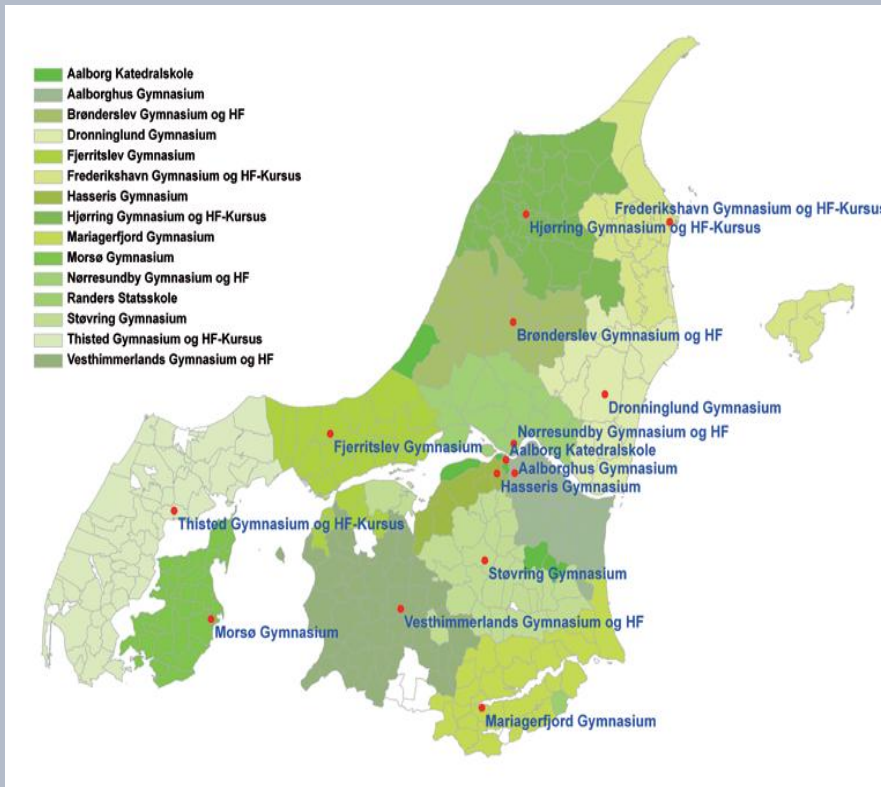 Aalborg Katedralskole
Aalborghus Gymnasium
Brønderslev Gymnasium og HF
Dronninglund Gymnasium
Fjerritslev Gymnasium
Frederikshavn Gymnasium og HF-Kursus
Hasseris Gymnasium
Hjørring Gymnasium og HF-Kursus
Mariagerfjord Gymnasium
Morsø Gymnasium
Nørresundby Gymnasium og HF
Randers Statsskole
Støvring Gymnasium
Thisted Gymnasium og HF-Kursus
Vesthimmerlands Gymnasium og HF
Frederikshavn Gymnasium og HF-Kursus
Hjørring Gymnasium og HF-Kursus
Brønderslev Gymnasium og HF
Dronninglund Gymnasium
Nørresundby Gymnasium og HF
Fjerritslev Gymnasium
Aalborg Katedralskole
Aalborghus Gymnasium
Hasseris Gymnasium
Thisted Gymnasium og HF-Kursus
Støvring Gymnasium
Vesthimmerlands Gymnasium og HF
Morsø Gymnasium
Mariagerfjord Gymnasium